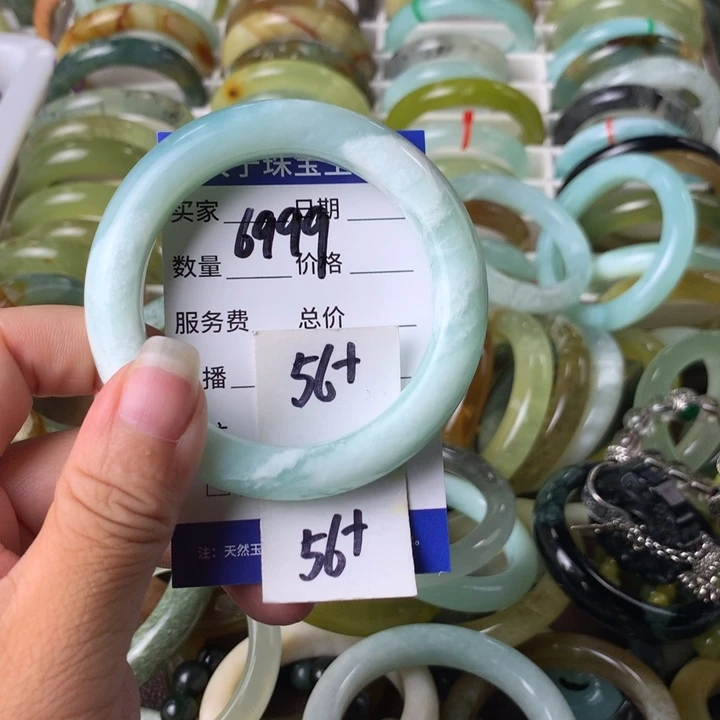 子珠宝
买家 日期
6999
数量 价格
服务费 总价
播
56+
56+
注：天然玉